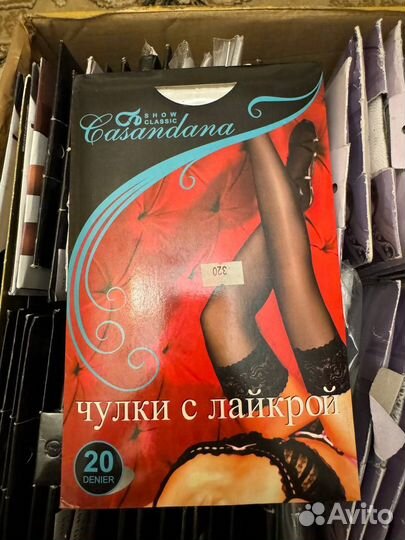 SHOW
CLASSIC
Casandana
320
чулки с лайкрой
20
DENIER
Avito